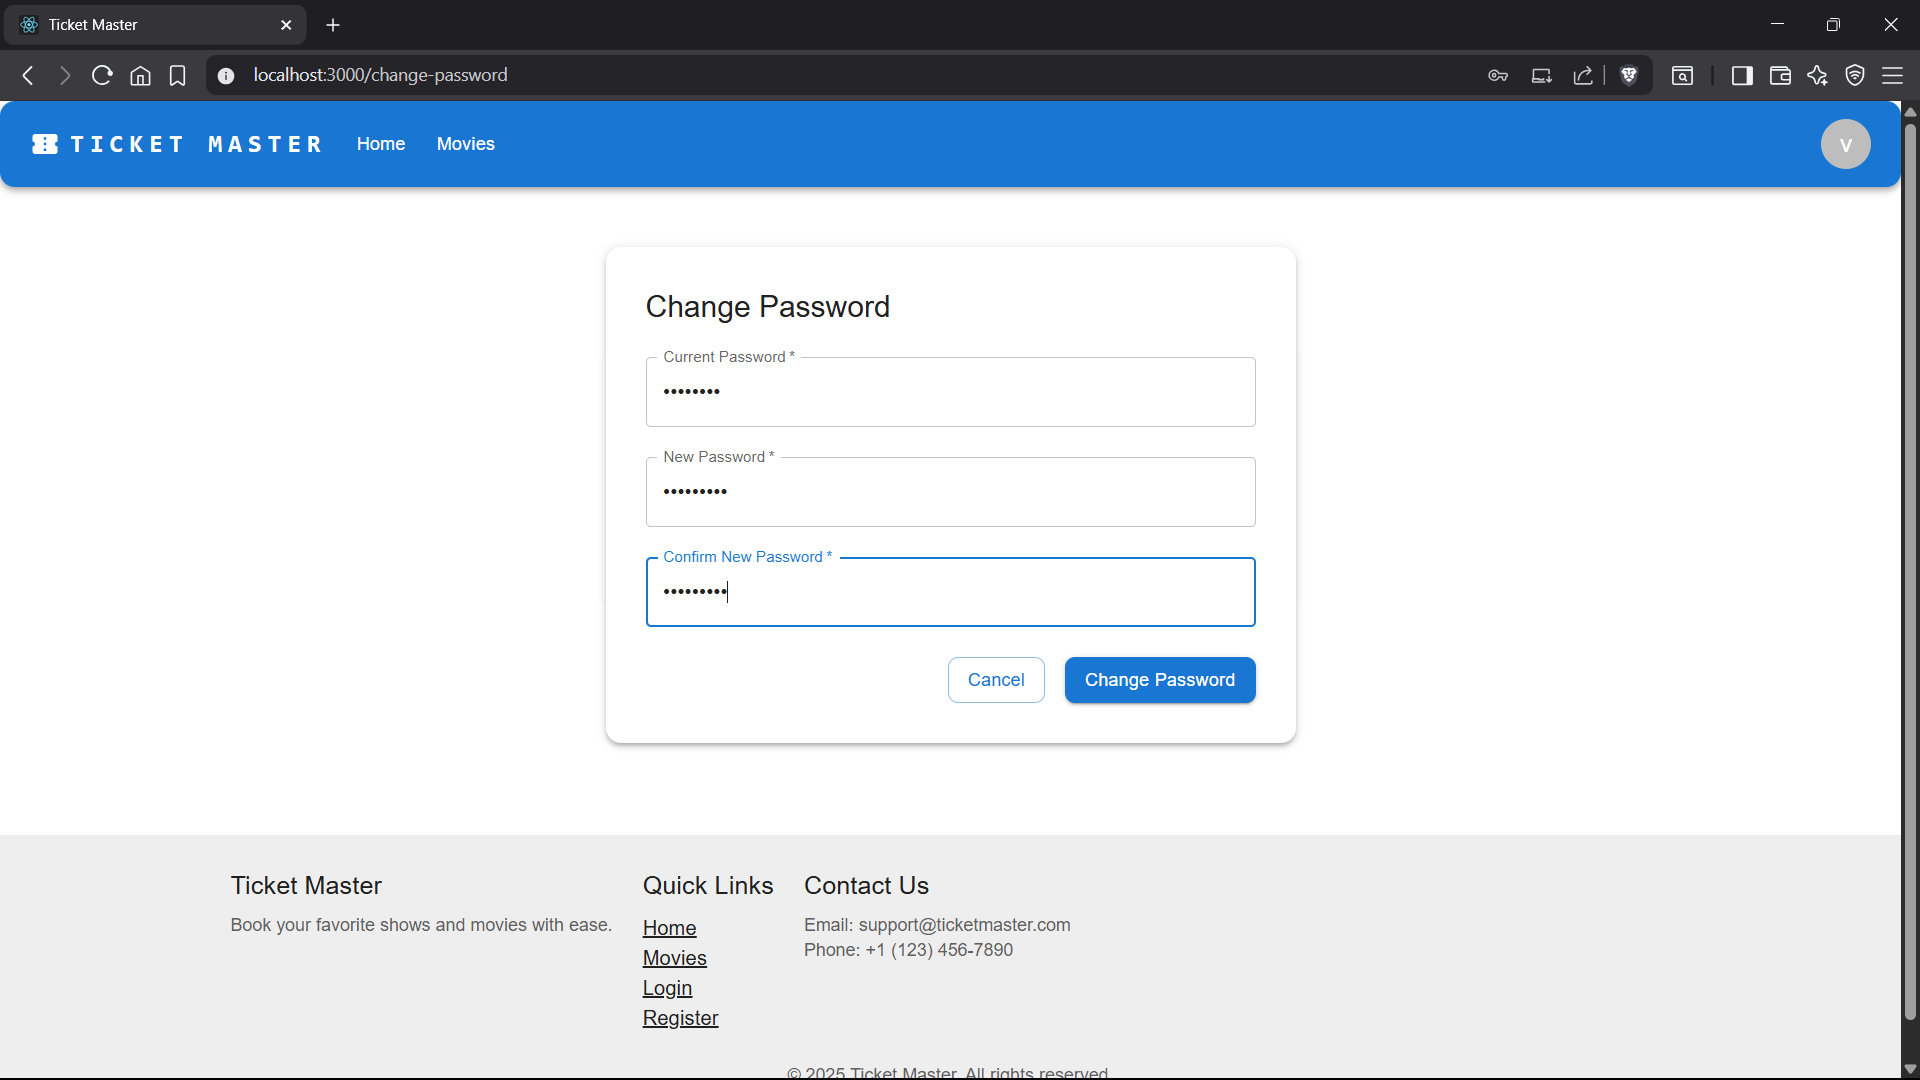 Ticket Master
localhost:3000/change-password
TICKET MASTER
Home
Movies
V
Change Password
Current Password *
••••••••
New Password *
•••••••••
Confirm New Password *
•••••••••
Cancel
Change Password
Ticket Master
Book your favorite shows and movies with ease.
Quick Links
Home
Movies
Login
Register
Contact Us
Email: support@ticketmaster.com
Phone: +1 (123) 456-7890
© 2025 Ticket Master. All rights reserved